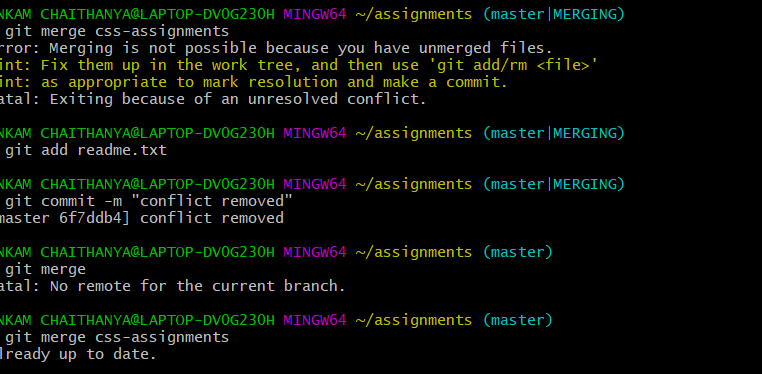 NKAM CHAITHANYA@LAPTOP-DV0G230H MINGW64 ~/assignments (master|MERGING)
git merge css-assignments
rror: Merging is not possible because you have unmerged files.
int: Fix them up in the work tree, and then use 'git add/rm <file>'
int: as appropriate to mark resolution and make a commit.
atal: Exiting because of an unresolved conflict.
NKAM CHAITHANYA@LAPTOP-DV0G230H MINGW64 ~/assignments (master|MERGING)
git add readme.txt
NKAM CHAITHANYA@LAPTOP-DV0G230H MINGW64 ~/assignments (master|MERGING)
git commit -m "conflict removed"
master 6f7ddb4] conflict removed
NKAM CHAITHANYA@LAPTOP-DV0G230H MINGW64 ~/assignments (master)
git merge
atal: No remote for the current branch.
NKAM CHAITHANYA@LAPTOP-DV0G230H MINGW64 ~/assignments (master)
git merge css-assignments
lready up to date.